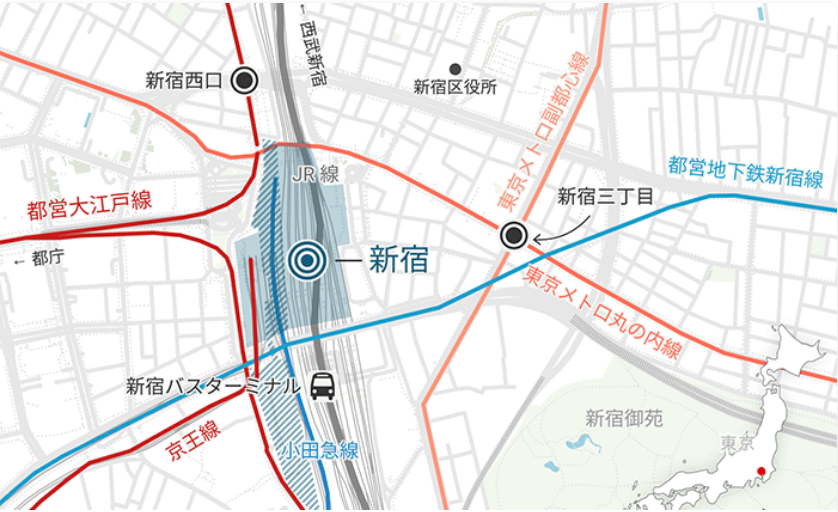 ← 西武新宿
新宿西口
新宿区役所
東京メトロ副都心線
JR 線
都営地下鉄新宿線
新宿三丁目
都営大江戸線
← 都庁
新宿
東京メトロ丸の内線
新宿バスターミナル
新宿御苑
京王線
小田急線
東京